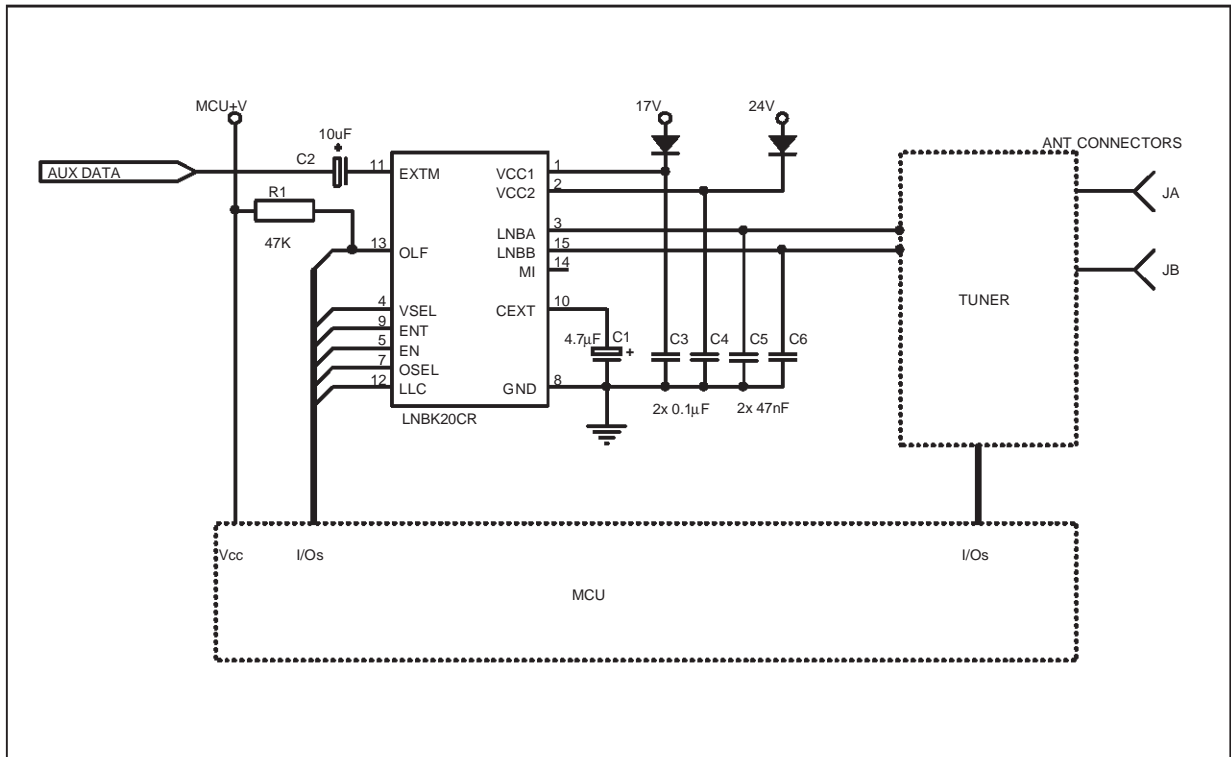 MCU+V
17V
24V
10uF
+
ANT CONNECTORS
C2
11
EXTM
VCC1
1
AUX DATA
VCC2
2
JA
R1
LNBA
3
47K
13
OLF
LNBB
15
MI
14
JB
4
VSEL
CEXT
10
TUNER
9
ENT
5
EN
4.7µF
C1
+
C3
C4
C5
C6
7
OSEL
12
LLC
GND
8
LNBK20CR
2x 0.1µF
2x 47nF
Vcc
I/Os
I/Os
MCU